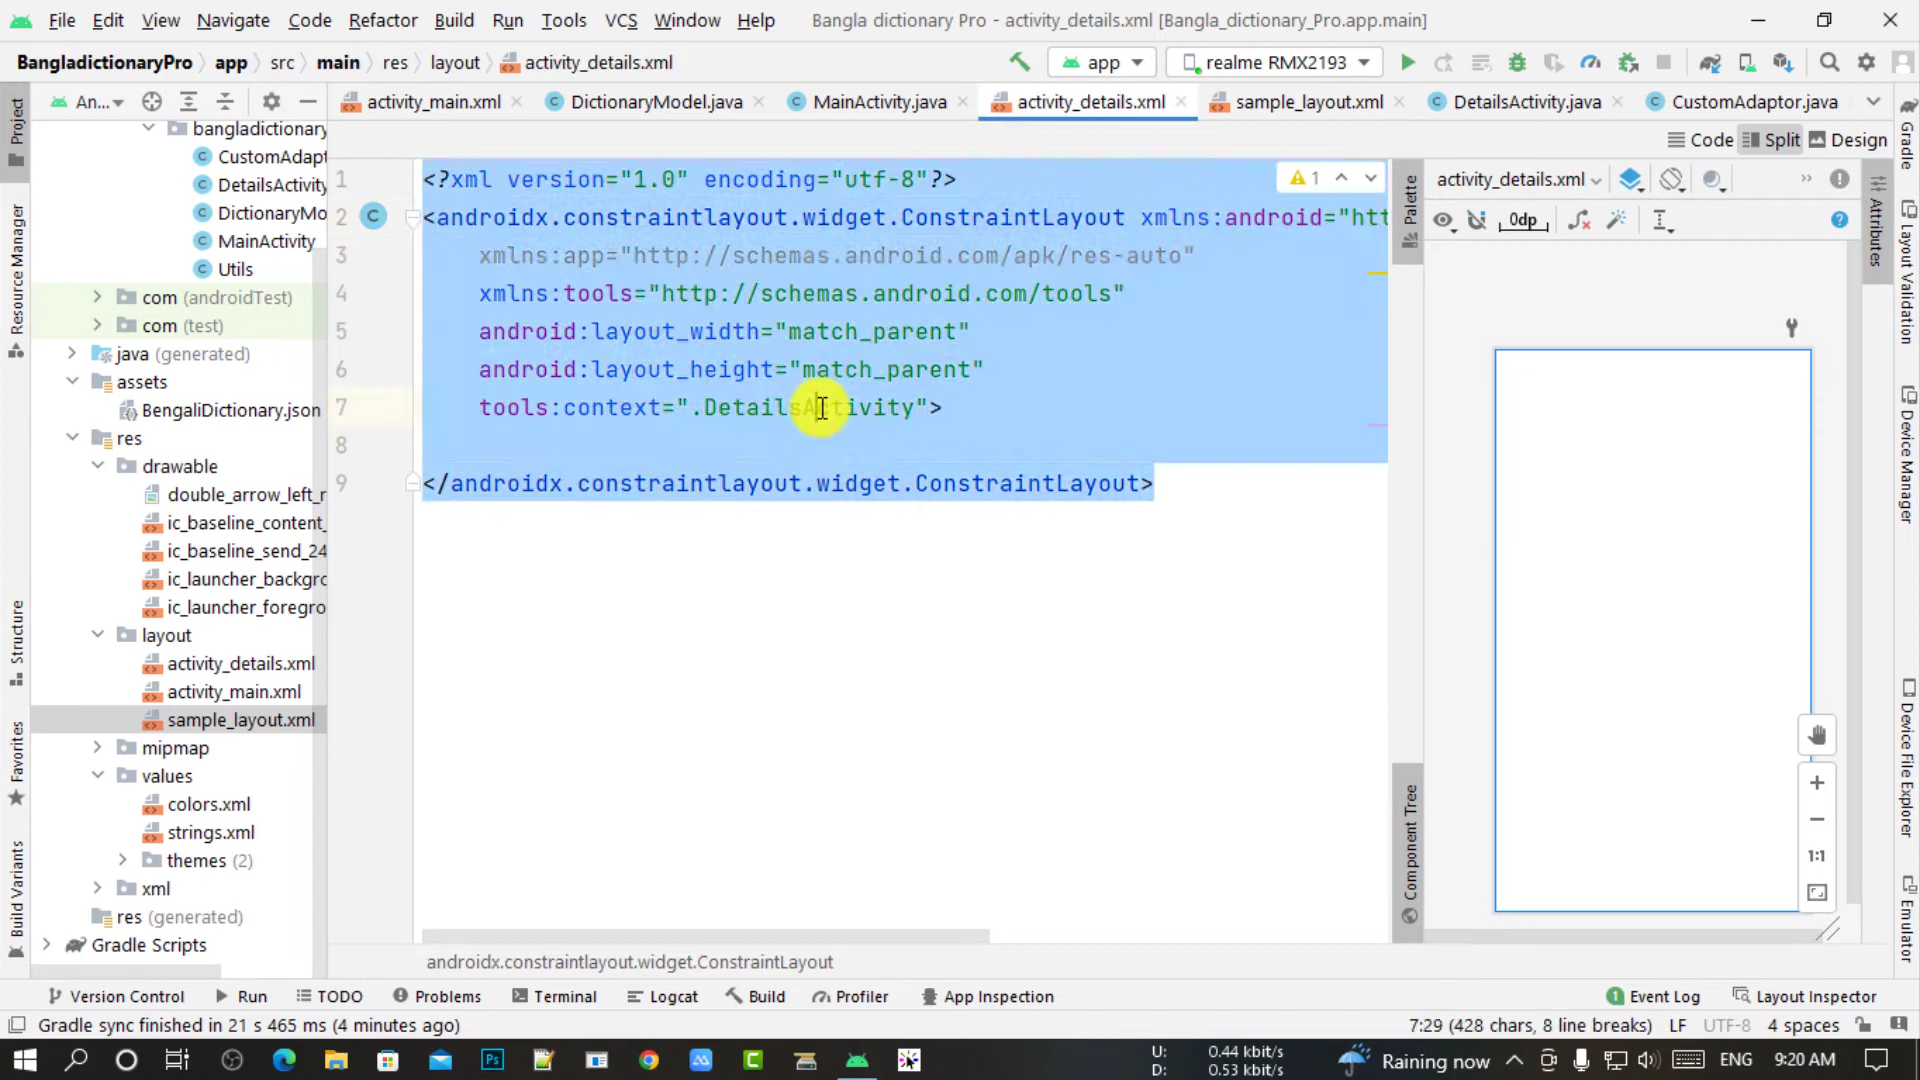 File Edit View Navigate Code Refactor Build Run Tools VCS Window Help Bangla dictionary Pro - activity_details.xml [Bangla_dictionary_Pro.app.main]
BangladictionaryPro app src main res layout activity_details.xml app realme RMX2193
Project An... activity_main.xml DictionaryModel.java MainActivity.java activity_details.xml sample_layout.xml DetailsActivity.java CustomAdaptor.java Gradle
Code Split Design
bangladictionary
CustomAdapt
DetailsActivity
DictionaryMo
MainActivity
Utils
com (androidTest)
com (test)
java (generated)
assets
BengaliDictionary.json
res
drawable
double_arrow_left_r
ic_baseline_content_
ic_baseline_send_24
ic_launcher_backgro
ic_launcher_foregro
layout
activity_details.xml
activity_main.xml
sample_layout.xml
mipmap
values
colors.xml
strings.xml
themes (2)
xml
res (generated)
Gradle Scripts
Resource Manager
Structure
Favorites
Build Variants
1 <?xml version="1.0" encoding="utf-8"?>
2 <androidx.constraintlayout.widget.ConstraintLayout xmlns:android="htt
3 xmlns:app="http://schemas.android.com/apk/res-auto"
4 xmlns:tools="http://schemas.android.com/tools"
5 android:layout_width="match_parent"
6 android:layout_height="match_parent"
7 tools:context=".DetailsActivity">
8
9 </androidx.constraintlayout.widget.ConstraintLayout>
1
androidx.constraintlayout.widget.ConstraintLayout
Palette
Component Tree
activity_details.xml
0dp
1:1
Attributes
Layout Validation
Device Manager
Device File Explorer
Emulator
Version Control Run TODO Problems Terminal Logcat Build Profiler App Inspection 1 Event Log Layout Inspector
Gradle sync finished in 21 s 465 ms (4 minutes ago) 7:29 (428 chars, 8 line breaks) LF UTF-8 4 spaces
Ps U: 0.44 kbit/s
D: 0.53 kbit/s
Raining now ENG 9:20 AM